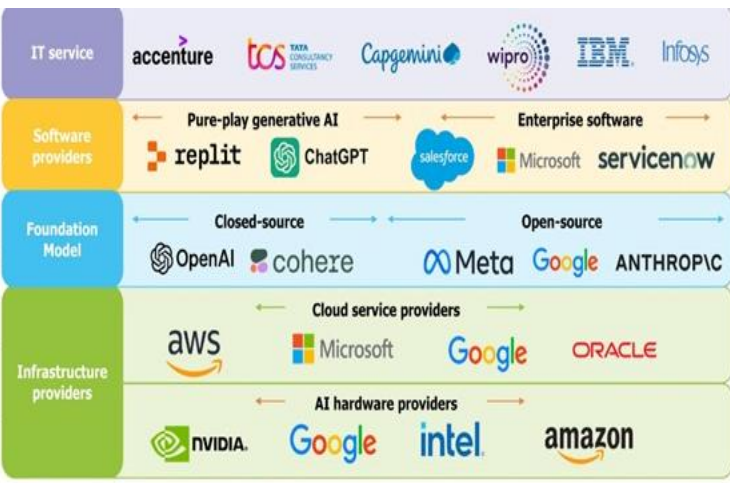 IT service
accenture
tcs TATA
CONSULTANCY
SERVICES
Capgemini
wipro
IBM
Infosys
Software
providers
Pure-play generative AI
Enterprise software
replit
ChatGPT
salesforce
Microsoft
servicenow
Foundation
Model
Closed-source
Open-source
OpenAI
cohere
Meta
Google
ANTHROP\C
Infrastructure
providers
Cloud service providers
aws
Microsoft
Google
ORACLE
AI hardware providers
NVIDIA.
Google
intel.
amazon